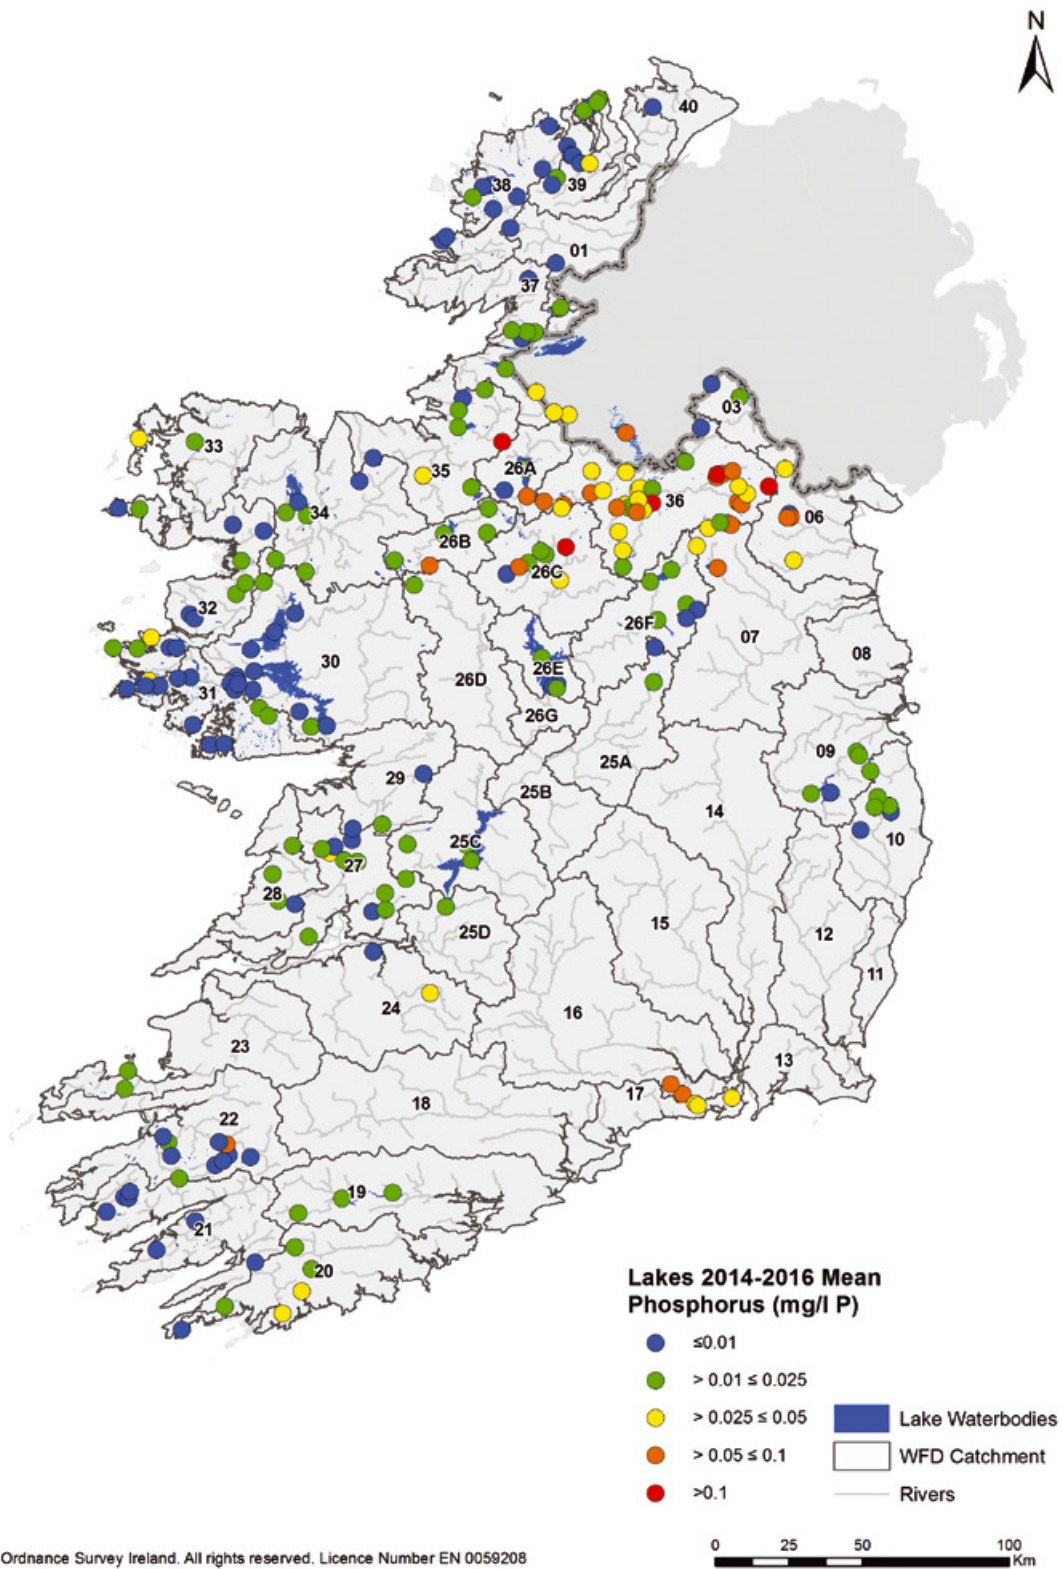 N
40
38
39
01
37
03
33
35
26A
36
34
06
26B
26C
32
26F
07
30
08
26E
31
26D
26G
09
29
25A
25B
14
25C
10
27
28
15
25D
12
11
24
16
23
13
17
18
22
19
21
20
Lakes 2014-2016 Mean
Phosphorus (mg/l P)
≤0.01
> 0.01 ≤ 0.025
> 0.025 ≤ 0.05
Lake Waterbodies
> 0.05 ≤ 0.1
WFD Catchment
>0.1
Rivers
Ordnance Survey Ireland. All rights reserved. Licence Number EN 0059208
0 25 50 100
Km